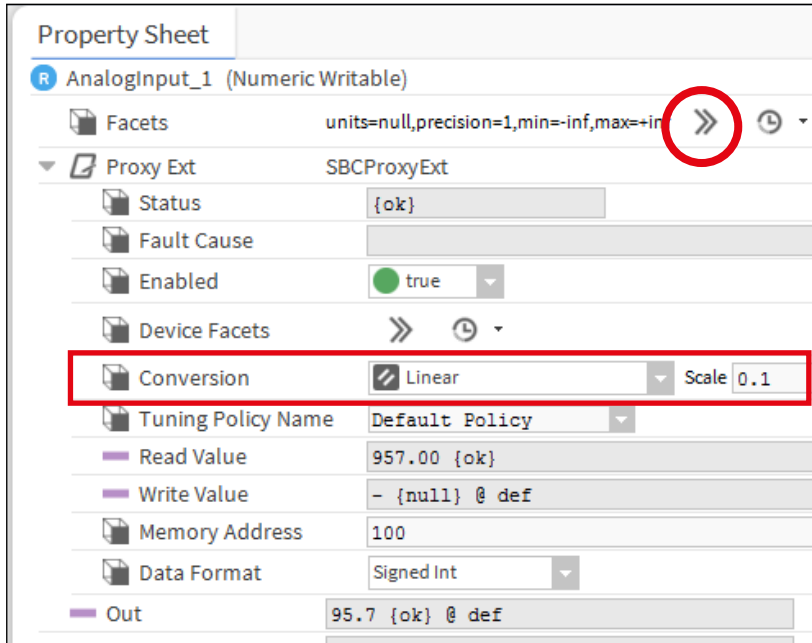 Property Sheet
R AnalogInput_1 (Numeric Writable)
Facets units=null,precision=1,min=-inf,max=+in
Proxy Ext SBCProxyExt
Status {ok}
Fault Cause
Enabled true
Device Facets
Conversion Linear Scale 0.1
Tuning Policy Name Default Policy
Read Value 957.00 {ok}
Write Value - {null} @ def
Memory Address 100
Data Format Signed Int
Out 95.7 {ok} @ def